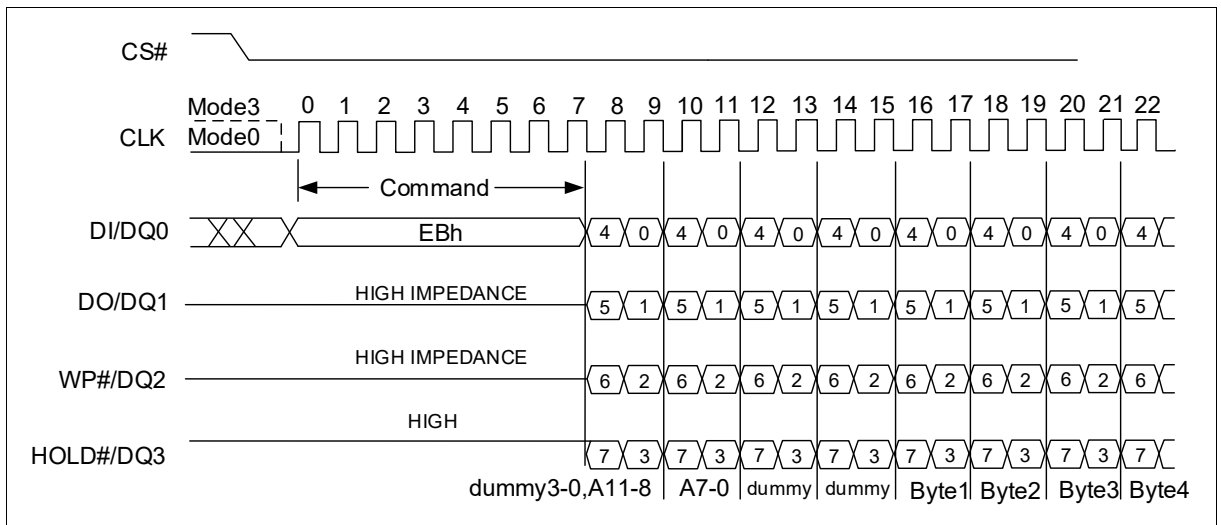 CS#
Mode3 0 1 2 3 4 5 6 7 8 9 10 11 12 13 14 15 16 17 18 19 20 21 22
CLK Mode0
Command
DI/DQ0 EBh 4 0 4 0 4 0 4 0 4 0 4 0 4 0 4
HIGH IMPEDANCE
DO/DQ1 5 1 5 1 5 1 5 1 5 1 5 1 5 1 5
HIGH IMPEDANCE
WP#/DQ2 6 2 6 2 6 2 6 2 6 2 6 2 6 2 6
HIGH
HOLD#/DQ3 7 3 7 3 7 3 7 3 7 3 7 3 7 3 7
dummy3-0,A11-8 A7-0 dummy dummy Byte1 Byte2 Byte3 Byte4